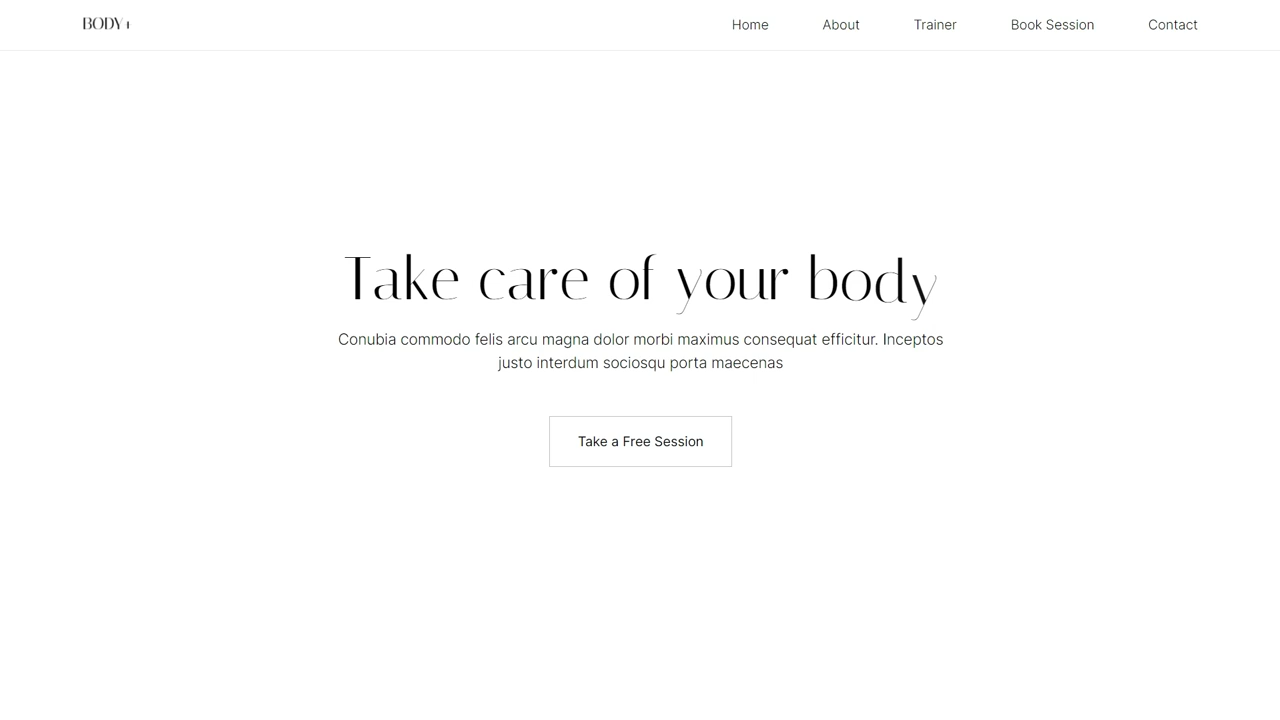 BODY+
Home About Trainer Book Session Contact
Take care of your body
Conubia commodo felis arcu magna dolor morbi maximus consequat efficitur. Inceptos
justo interdum sociosqu porta maecenas
Take a Free Session